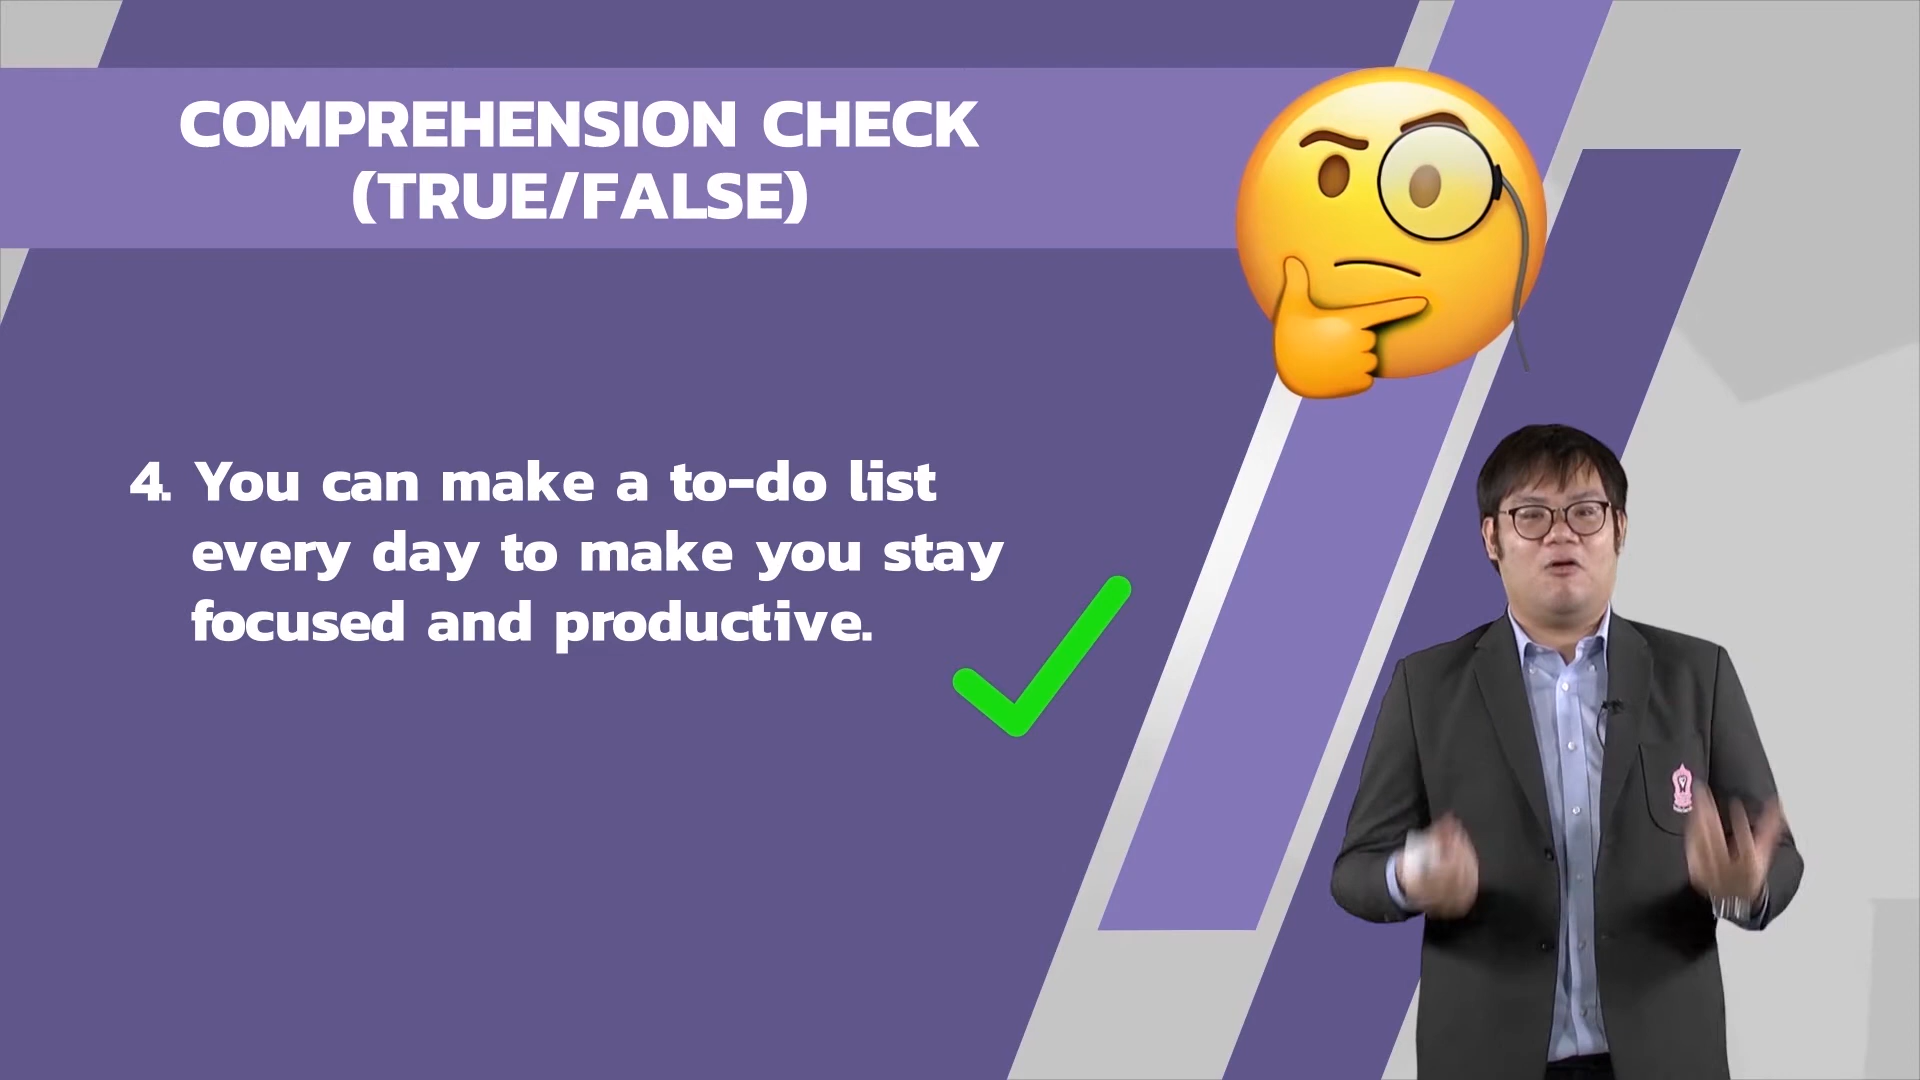 COMPREHENSION CHECK
(TRUE/FALSE)
4. You can make a to-do list
every day to make you stay
focused and productive.